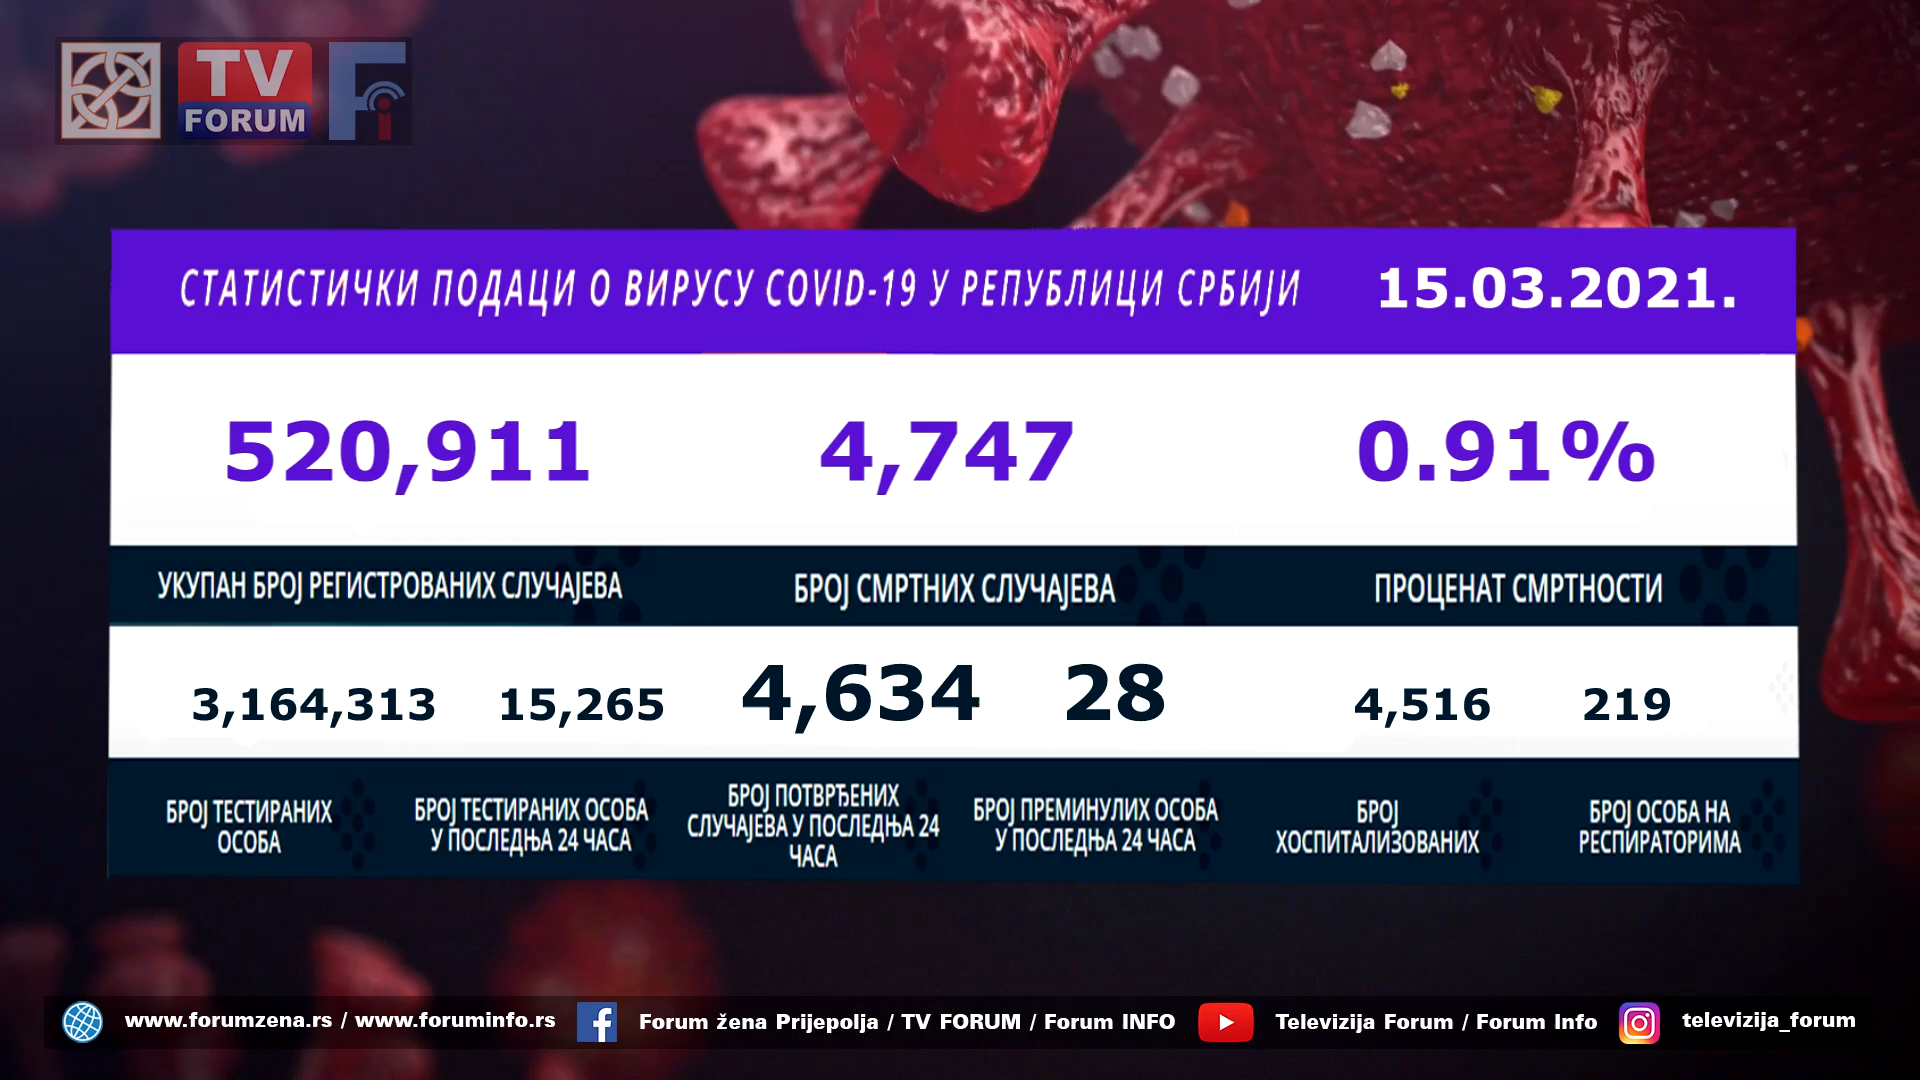 TV
FORUM
Fi
СТАТИСТИЧКИ ПОДАЦИ О ВИРУСУ COVID-19 У РЕПУБЛИЦИ СРБИЈИ 15.03.2021.
520,911 4,747 0.91%
УКУПАН БРОЈ РЕГИСТРОВАНИХ СЛУЧАЈЕВА БРОЈ СМРТНИХ СЛУЧАЈЕВА ПРОЦЕНАТ СМРТНОСТИ
3,164,313 15,265 4,634 28 4,516 219
БРОЈ ТЕСТИРАНИХ
ОСОБА
БРОЈ ТЕСТИРАНИХ ОСОБА
У ПОСЛЕДЊА 24 ЧАСА
БРОЈ ПОТВРЂЕНИХ
СЛУЧАЈЕВА У ПОСЛЕДЊА 24
ЧАСА
БРОЈ ПРЕМИНУЛИХ ОСОБА
У ПОСЛЕДЊА 24 ЧАСА
БРОЈ
ХОСПИТАЛИЗОВАНИХ
БРОЈ ОСОБА НА
РЕСПИРАТОРИМА
www.forumzena.rs / www.foruminfo.rs Forum žena Prijepolja / TV FORUM / Forum INFO Televizija Forum / Forum Info televizija_forum